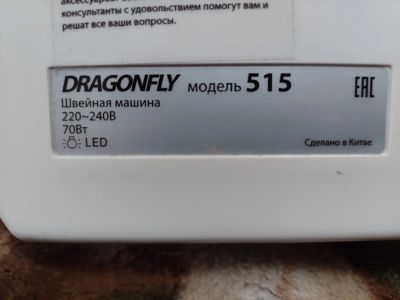 консультанты с удовольствием помогут вам и
решат все ваши вопросы.
DRAGONFLY модель 515
EAC
Швейная машина
220~240В
70Вт
LED
Сделано в Китае